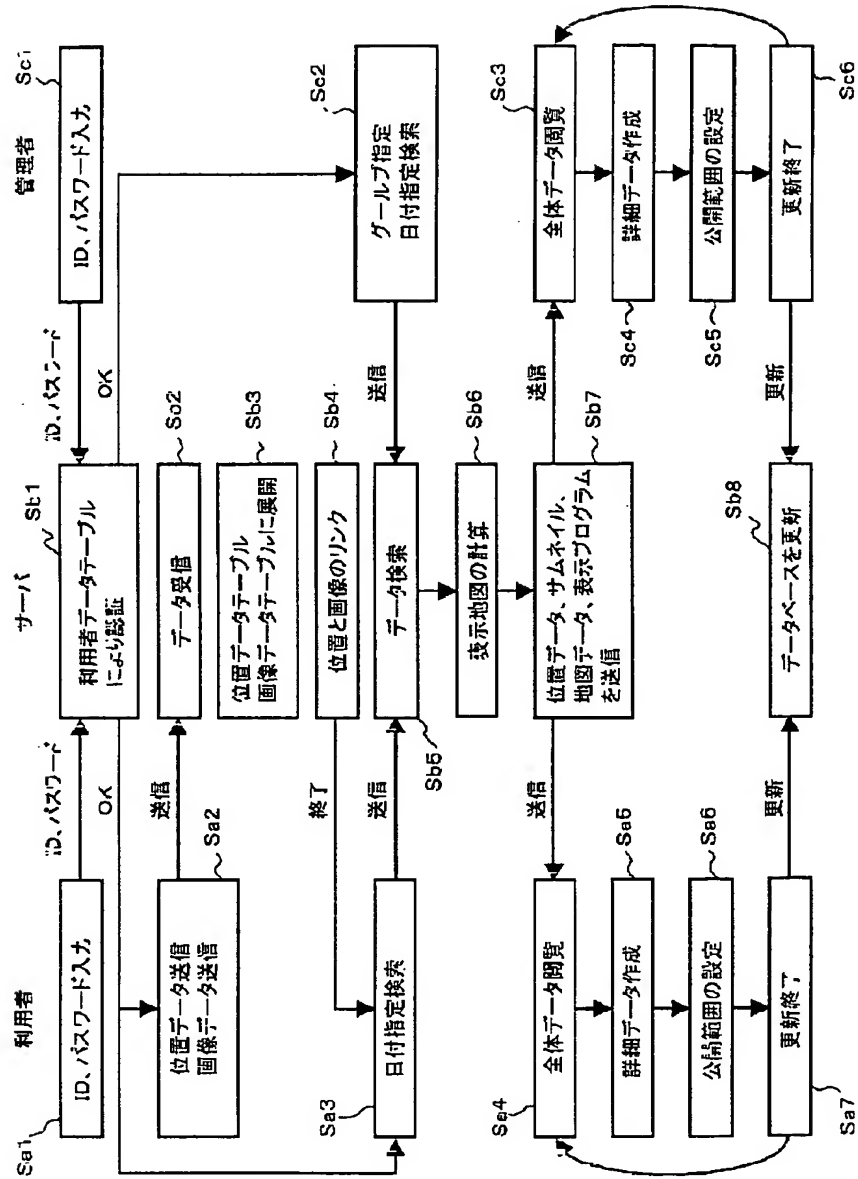 利用者
サーバ
管理者
Sa1
ID、パスワード入力
ID、パスワード
OK
Sb1
利用者データテーブル
により認証
ID、パスワード
OK
Sc1
ID、パスワード入力
位置データ送信
画像データ送信
Sa2
送信
データ受信
So2
位置データテーブル
画像データテーブルに展開
Sb3
位置と画像のリンク
Sb4
終了
Sa3
日付指定検索
送信
データ検索
Sb5
送信
グールプ指定
日付指定検索
Sc2
表示地図の計算
Sb6
位置データ、サムネイル、
地図データ、表示プログラム
を送信
Sb7
送信
送信
Sa4
全体データ閲覧
詳細データ作成
Sa5
公開範囲の設定
Sa6
更新終了
Sa7
更新
データベースを更新
Sb8
更新
全体データ閲覧
Sc3
詳細データ作成
Sc4
公開範囲の設定
Sc5
更新終了
Sc6